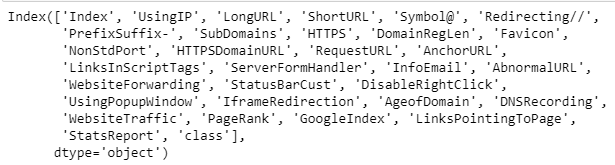 Index(['Index', 'UsingIP', 'LongURL', 'ShortURL', 'Symbol@', 'Redirecting//',
'PrefixSuffix-', 'SubDomains', 'HTTPS', 'DomainRegLen', 'Favicon',
'NonStdPort', 'HTTPSDomainURL', 'RequestURL', 'AnchorURL',
'LinksInScriptTags', 'ServerFormHandler', 'InfoEmail', 'AbnormalURL',
'WebsiteForwarding', 'StatusBarCust', 'DisableRightClick',
'UsingPopupWindow', 'IframeRedirection', 'AgeofDomain', 'DNSRecording',
'WebsiteTraffic', 'PageRank', 'GoogleIndex', 'LinksPointingToPage',
'StatsReport', 'class'],
dtype='object')